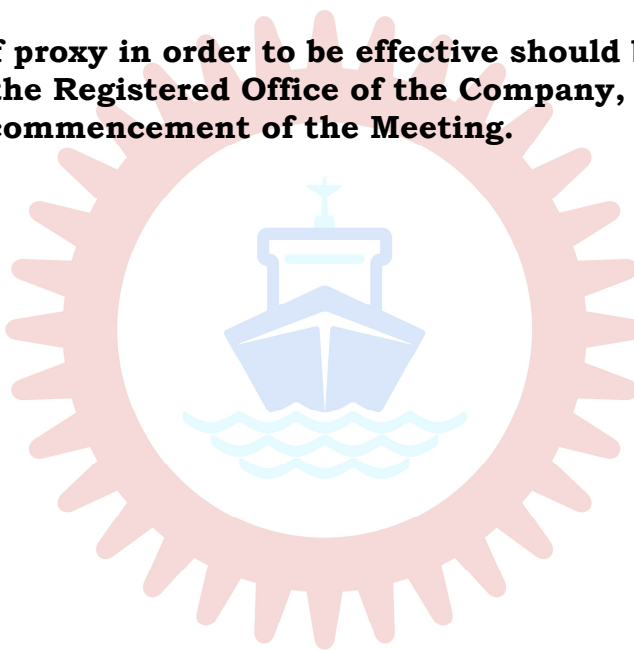 f proxy in order to be effective should b
the Registered Office of the Company,
commencement of the Meeting.